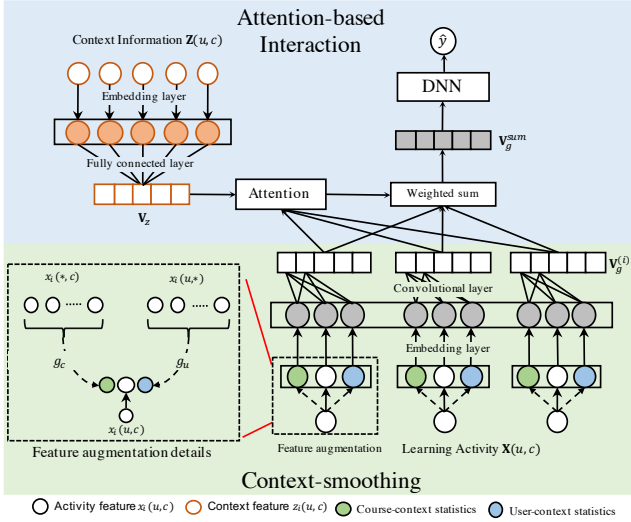 Attention-based
Interaction
Context Information Z(u, c)
Embedding layer
Fully connected layer
V_z
Attention
Weighted sum
ŷ
DNN
V_g^{sum}
V_g^{(i)}
Convolutional layer
Embedding layer
x_i(*, c)
x_i(u,*)
g_c
g_u
x_i(u,c)
Feature augmentation details
Feature augmentation
Learning Activity X(u, c)
Context-smoothing
Activity feature x_i(u,c)
Context feature z_i(u,c)
Course-context statistics
User-context statistics